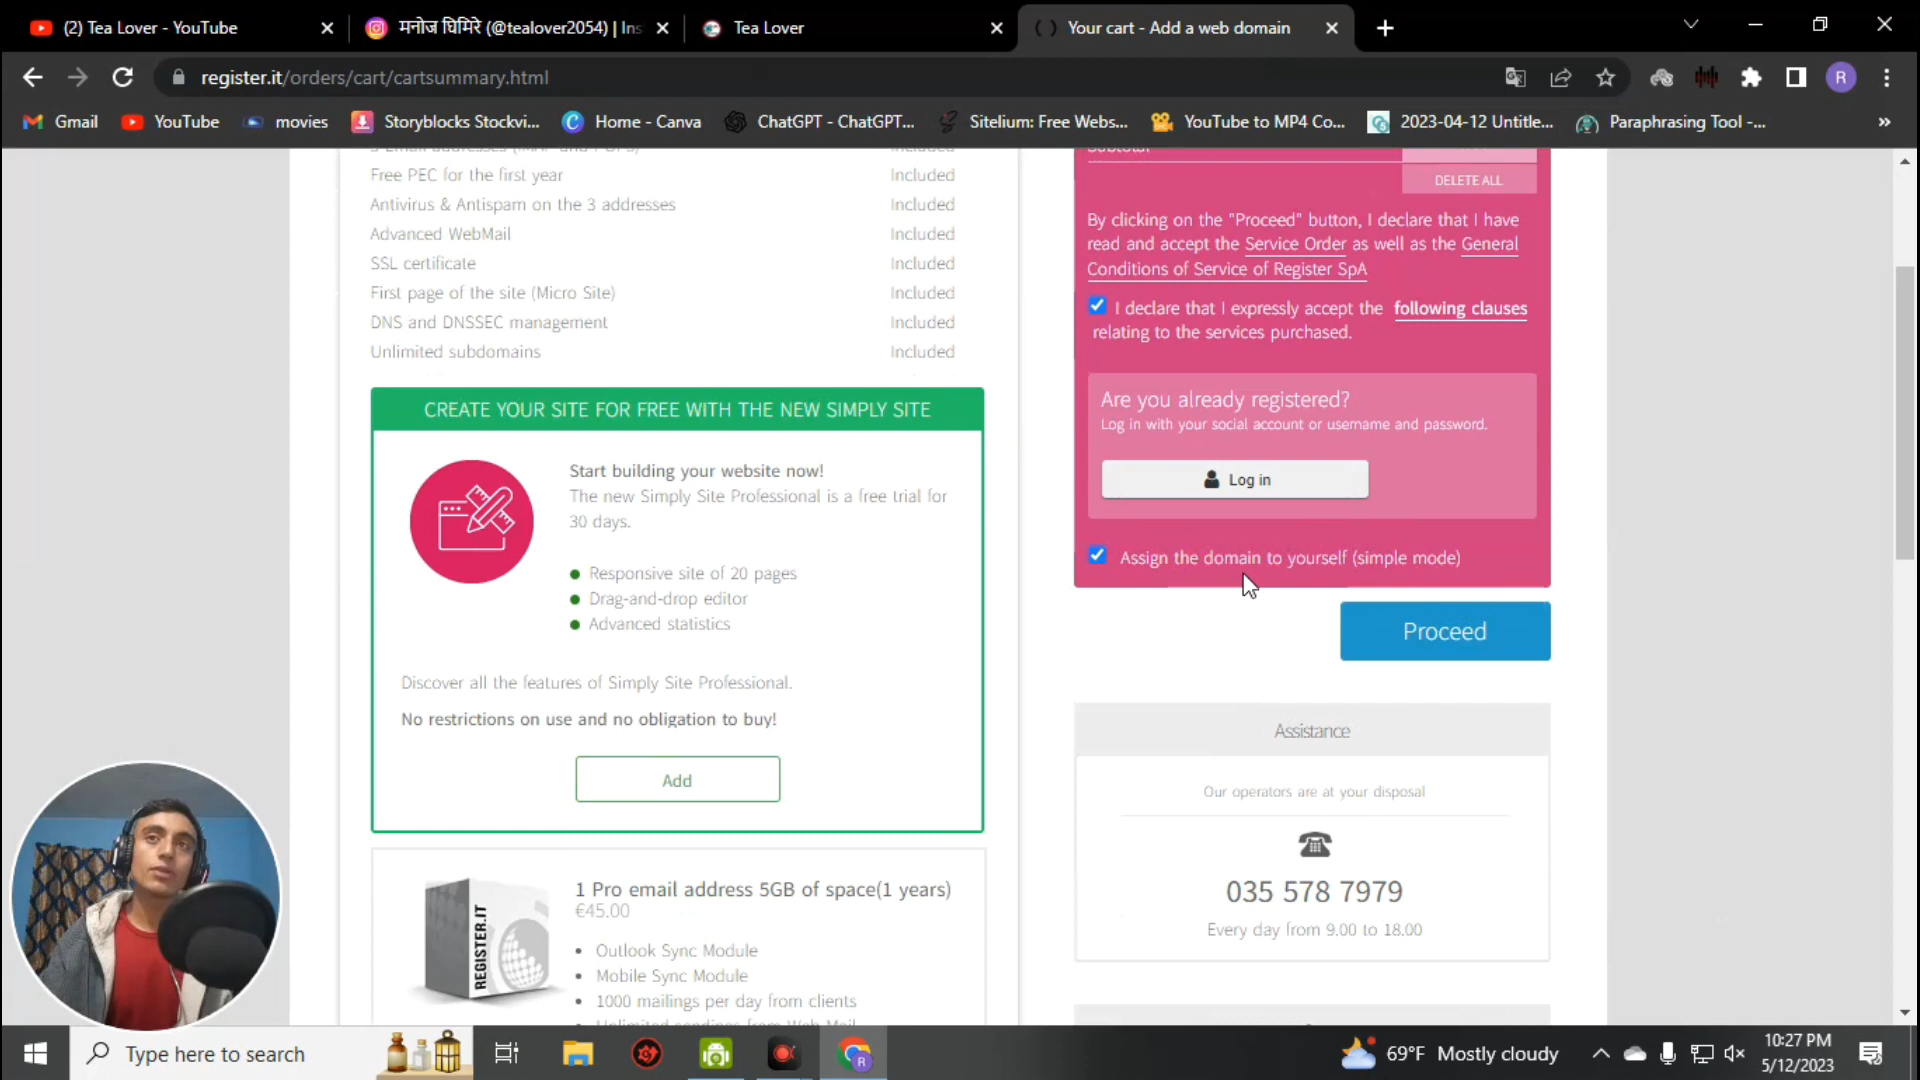 (2) Tea Lover - YouTube
मनोज घिमिरे (@tealover2054) | Ins
Tea Lover
Your cart - Add a web domain
register.it/orders/cart/cartsummary.html
R
Gmail
YouTube
movies
Storyblocks Stockvi...
Home - Canva
ChatGPT - ChatGPT...
Sitelium: Free Webs...
YouTube to MP4 Co...
2023-04-12 Untitle...
Paraphrasing Tool -...
Free PEC for the first year Included
Antivirus & Antispam on the 3 addresses Included
Advanced WebMail Included
SSL certificate Included
First page of the site (Micro Site) Included
DNS and DNSSEC management Included
Unlimited subdomains Included
CREATE YOUR SITE FOR FREE WITH THE NEW SIMPLY SITE
Start building your website now!
The new Simply Site Professional is a free trial for
30 days.
Responsive site of 20 pages
Drag-and-drop editor
Advanced statistics
Discover all the features of Simply Site Professional.
No restrictions on use and no obligation to buy!
Add
REGISTER.IT
1 Pro email address 5GB of space(1 years)
€45.00
Outlook Sync Module
Mobile Sync Module
1000 mailings per day from clients
DELETE ALL
By clicking on the "Proceed" button, I declare that I have
read and accept the Service Order as well as the General
Conditions of Service of Register SpA
I declare that I expressly accept the following clauses
relating to the services purchased.
Are you already registered?
Log in with your social account or username and password.
Log in
Assign the domain to yourself (simple mode)
Proceed
Assistance
Our operators are at your disposal
035 578 7979
Every day from 9.00 to 18.00
Type here to search
69°F Mostly cloudy
10:27 PM
5/12/2023